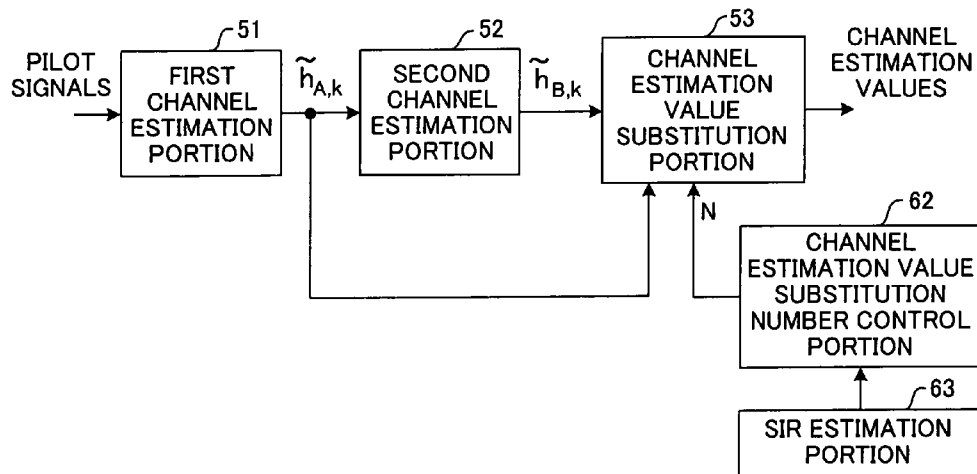 51
52
53
PILOT
SIGNALS
FIRST
CHANNEL
ESTIMATION
PORTION
h̃A,k
SECOND
CHANNEL
ESTIMATION
PORTION
h̃B,k
CHANNEL
ESTIMATION
VALUE
SUBSTITUTION
PORTION
CHANNEL
ESTIMATION
VALUES
N
62
CHANNEL
ESTIMATION VALUE
SUBSTITUTION
NUMBER CONTROL
PORTION
63
SIR ESTIMATION
PORTION